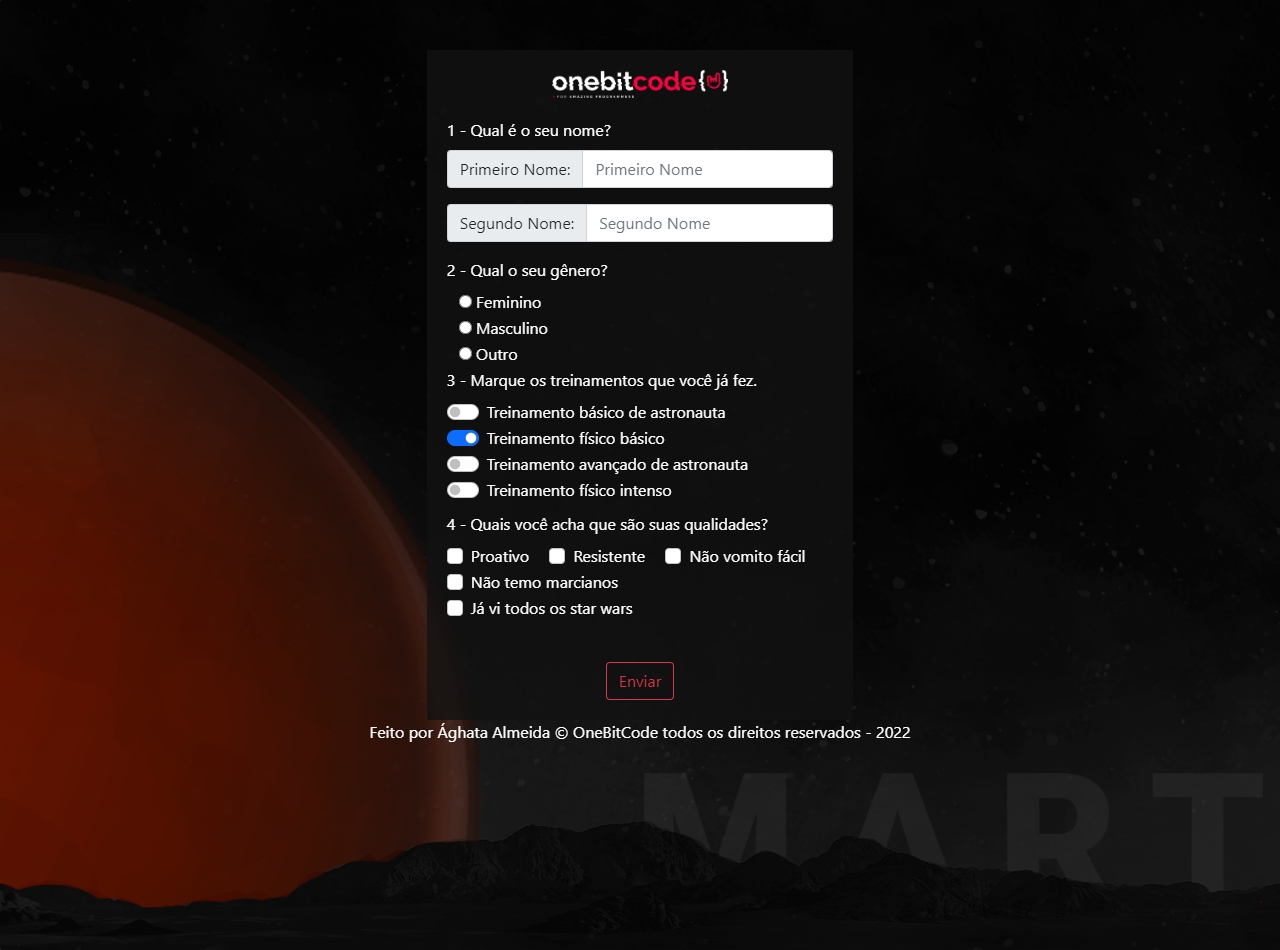 onebitcode{}
FOR AMAZING PROGRAMMERS
1 - Qual é o seu nome?
Primeiro Nome: Primeiro Nome
Segundo Nome: Segundo Nome
2 - Qual o seu gênero?
Feminino
Masculino
Outro
3 - Marque os treinamentos que você já fez.
Treinamento básico de astronauta
Treinamento físico básico
Treinamento avançado de astronauta
Treinamento físico intenso
4 - Quais você acha que são suas qualidades?
Proativo Resistente Não vomito fácil
Não temo marcianos
Já vi todos os star wars
Enviar
Feito por Ághata Almeida © OneBitCode todos os direitos reservados - 2022
MART